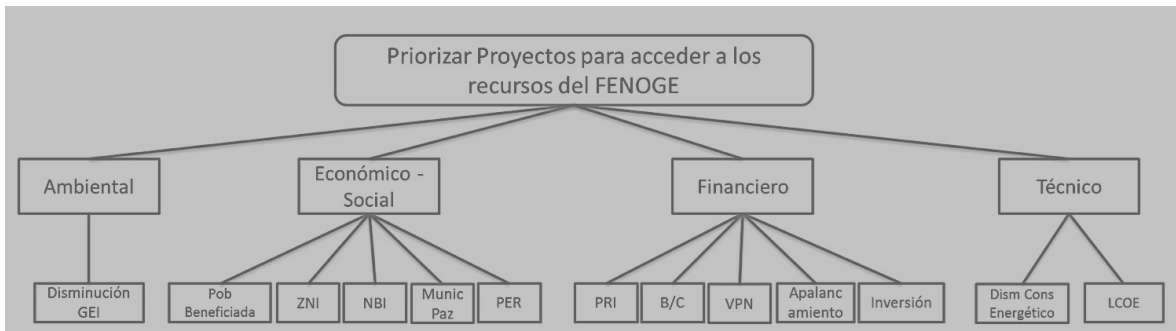 Priorizar Proyectos para acceder a los
recursos del FENOGE
Ambiental
Económico -
Social
Financiero
Técnico
Disminución
GEI
Pob
Beneficiada
ZNI
NBI
Munic
Paz
PER
PRI
B/C
VPN
Apalanc
amiento
Inversión
Dism Cons
Energético
LCOE